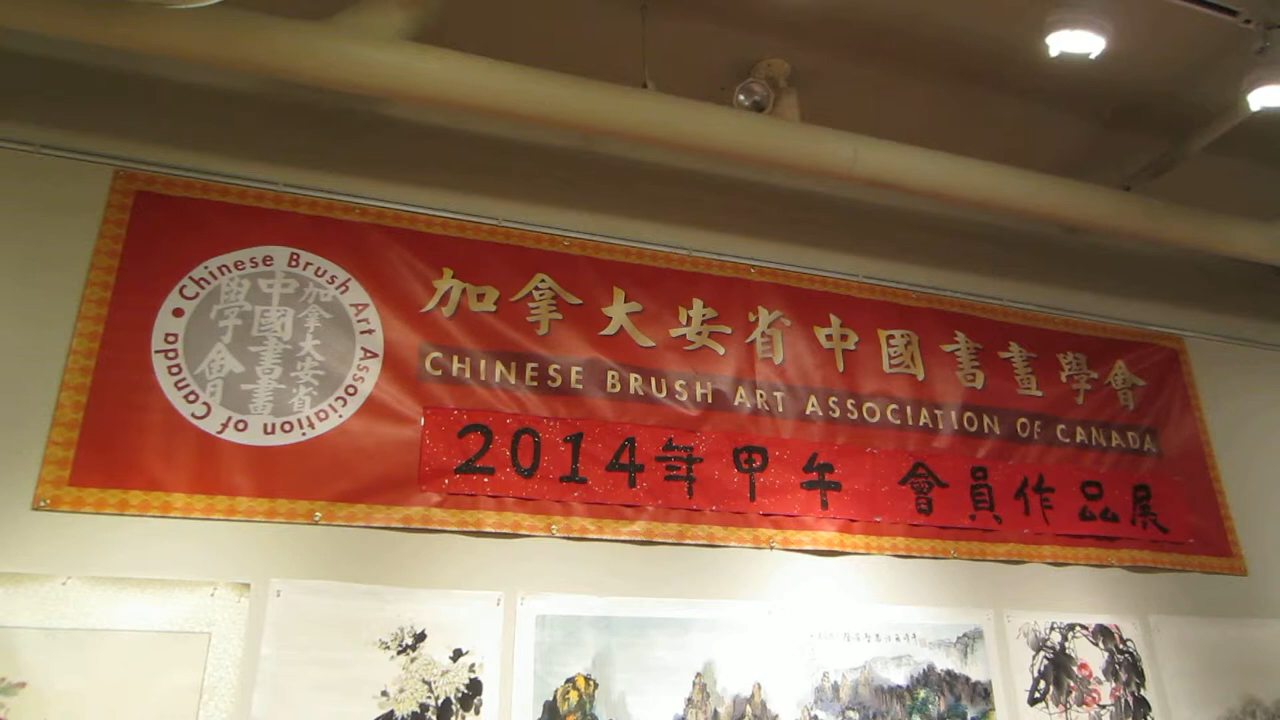 Chinese Brush Art Association of Canada
加拿大安省
中國書畫
學會
加拿大安省中國書畫學會
CHINESE BRUSH ART ASSOCIATION OF CANADA
2014年甲午 會員作品展